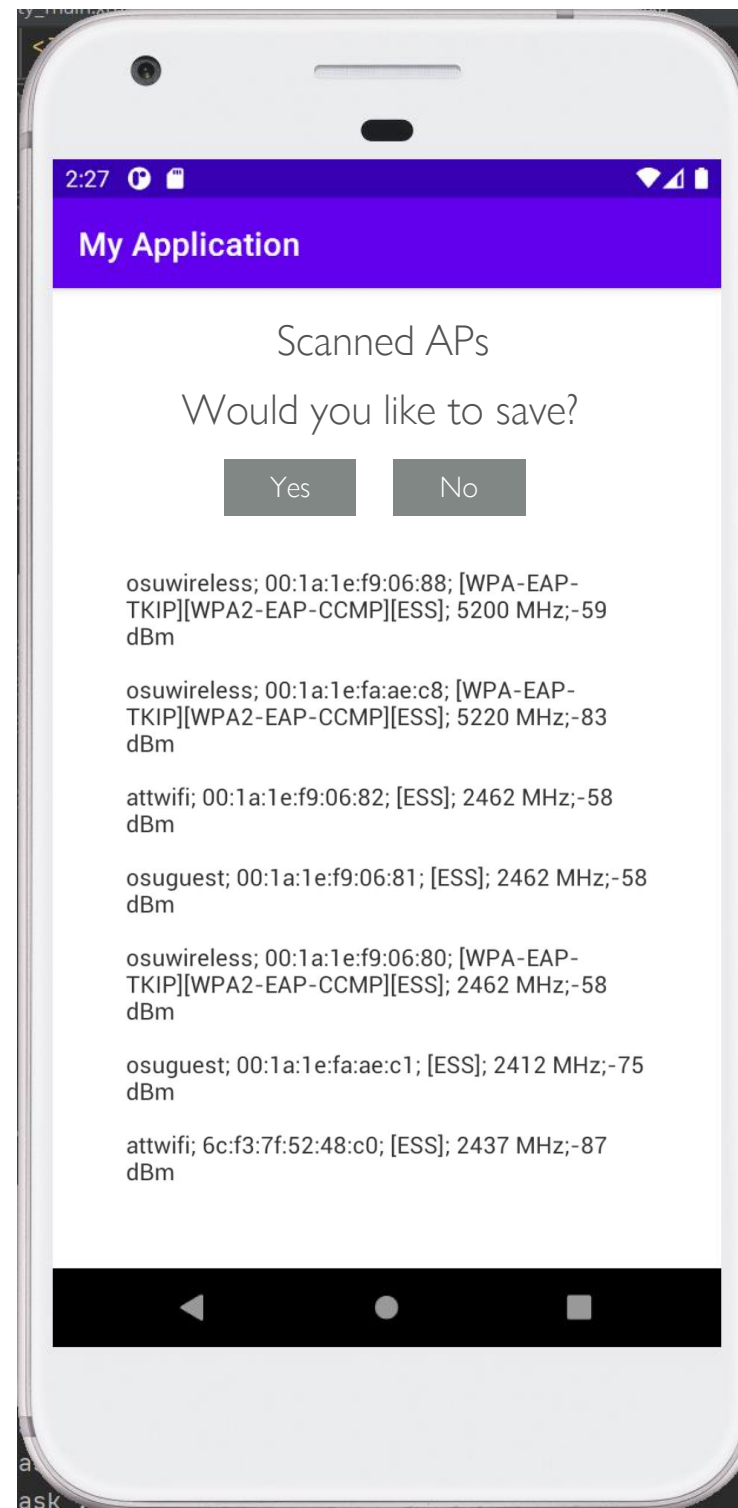 2:27
My Application
Scanned APs
Would you like to save?
Yes No
osuwireless; 00:1a:1e:f9:06:88; [WPA-EAP-
TKIP][WPA2-EAP-CCMP][ESS]; 5200 MHz;-59
dBm
osuwireless; 00:1a:1e:fa:ae:c8; [WPA-EAP-
TKIP][WPA2-EAP-CCMP][ESS]; 5220 MHz;-83
dBm
attwifi; 00:1a:1e:f9:06:82; [ESS]; 2462 MHz;-58
dBm
osuguest; 00:1a:1e:f9:06:81; [ESS]; 2462 MHz;-58
dBm
osuwireless; 00:1a:1e:f9:06:80; [WPA-EAP-
TKIP][WPA2-EAP-CCMP][ESS]; 2462 MHz;-58
dBm
osuguest; 00:1a:1e:fa:ae:c1; [ESS]; 2412 MHz;-75
dBm
attwifi; 6c:f3:7f:52:48:c0; [ESS]; 2437 MHz;-87
dBm
ask